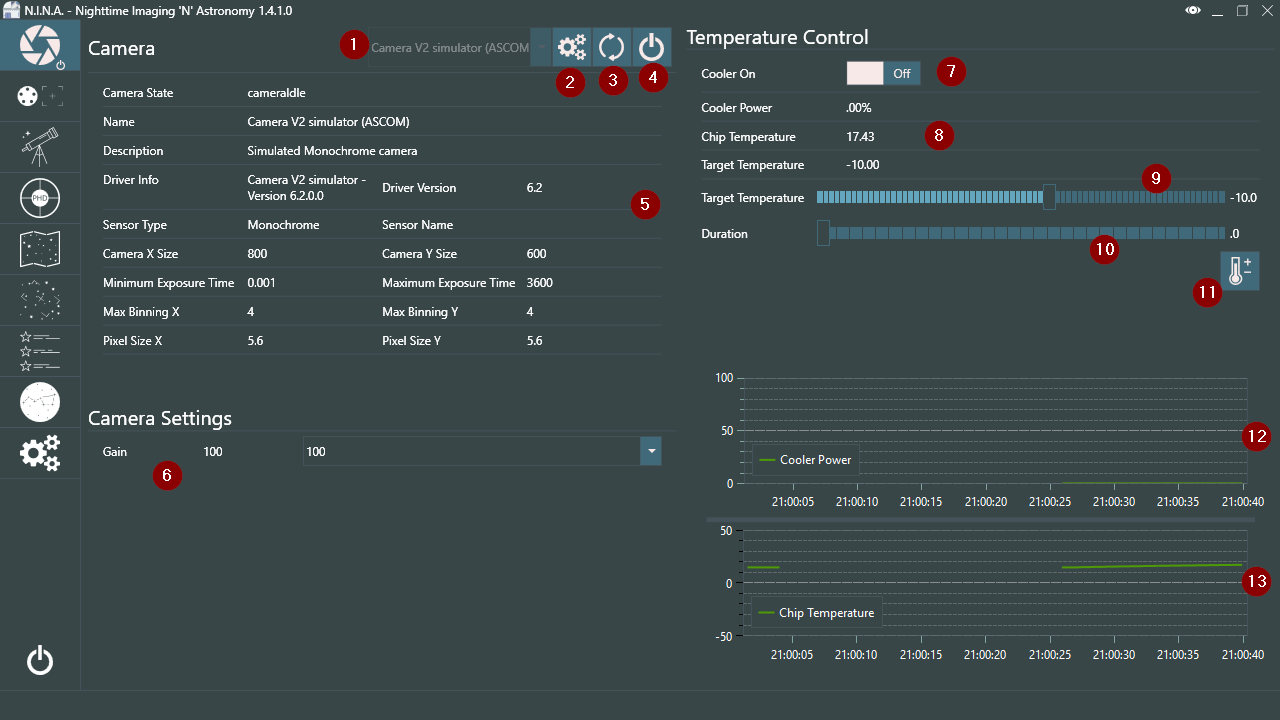 N.I.N.A. - Nighttime Imaging 'N' Astronomy 1.4.1.0
Camera
1
Camera V2 simulator (ASCOM
2
3
4
Camera State cameraIdle
Name Camera V2 simulator (ASCOM)
Description Simulated Monochrome camera
Driver Info Camera V2 simulator - Version 6.2.0.0 Driver Version 6.2
5
Sensor Type Monochrome Sensor Name
Camera X Size 800 Camera Y Size 600
Minimum Exposure Time 0.001 Maximum Exposure Time 3600
Max Binning X 4 Max Binning Y 4
Pixel Size X 5.6 Pixel Size Y 5.6
Camera Settings
Gain 100 100
6
PHD
Temperature Control
Cooler On Off 7
Cooler Power .00%
Chip Temperature 17.43 8
Target Temperature -10.00
9
Target Temperature -10.0
Duration .0
10
11
100
50
0
Cooler Power
12
21:00:05 21:00:10 21:00:15 21:00:20 21:00:25 21:00:30 21:00:35 21:00:40
50
0
-50
Chip Temperature
13
21:00:05 21:00:10 21:00:15 21:00:20 21:00:25 21:00:30 21:00:35 21:00:40